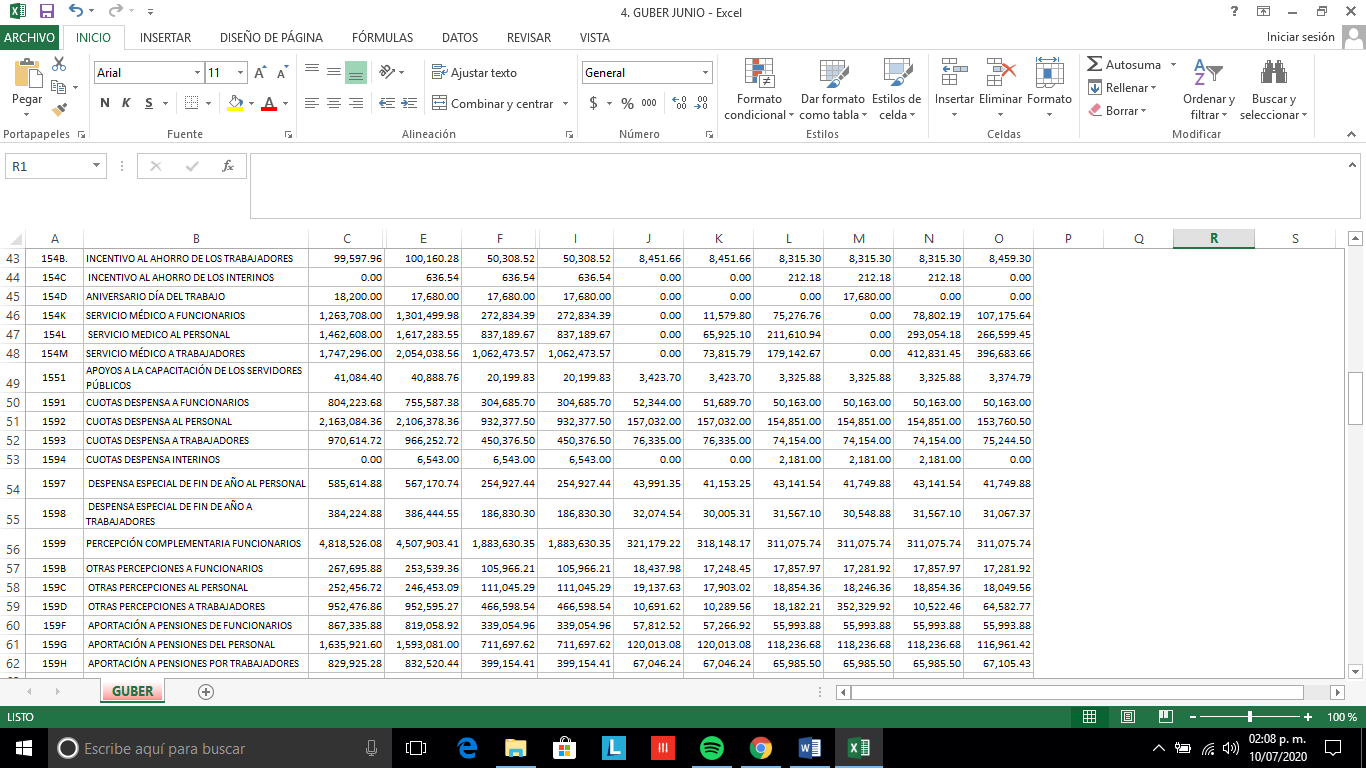 4. GUBER JUNIO - Excel
ARCHIVO INICIO INSERTAR DISEÑO DE PÁGINA FÓRMULAS DATOS REVISAR VISTA Iniciar sesión
Pegar Arial 11 Ajustar texto General Formato condicional Dar formato como tabla Estilos de celda Insertar Eliminar Formato Autosuma Rellenar Borrar Ordenar y filtrar Buscar y seleccionar
N K S Combinar y centrar $ % 000
Portapapeles Fuente Alineación Número Estilos Celdas Modificar
R1 fx
A B C E F I J K L M N O P Q R S
43 154B. INCENTIVO AL AHORRO DE LOS TRABAJADORES 99,597.96 100,160.28 50,308.52 50,308.52 8,451.66 8,451.66 8,315.30 8,315.30 8,315.30 8,459.30
44 154C INCENTIVO AL AHORRO DE LOS INTERINOS 0.00 636.54 636.54 636.54 0.00 0.00 212.18 212.18 212.18 0.00
45 154D ANIVERSARIO DÍA DEL TRABAJO 18,200.00 17,680.00 17,680.00 17,680.00 0.00 0.00 0.00 17,680.00 0.00 0.00
46 154K SERVICIO MÉDICO A FUNCIONARIOS 1,263,708.00 1,301,499.98 272,834.39 272,834.39 0.00 11,579.80 75,276.76 0.00 78,802.19 107,175.64
47 154L SERVICIO MEDICO AL PERSONAL 1,462,608.00 1,617,283.55 837,189.67 837,189.67 0.00 65,925.10 211,610.94 0.00 293,054.18 266,599.45
48 154M SERVICIO MÉDICO A TRABAJADORES 1,747,296.00 2,054,038.56 1,062,473.57 1,062,473.57 0.00 73,815.79 179,142.67 0.00 412,831.45 396,683.66
49 1551 APOYOS A LA CAPACITACIÓN DE LOS SERVIDORES PÚBLICOS 41,084.40 40,888.76 20,199.83 20,199.83 3,423.70 3,423.70 3,325.88 3,325.88 3,325.88 3,374.79
50 1591 CUOTAS DESPENSA A FUNCIONARIOS 804,223.68 755,587.38 304,685.70 304,685.70 52,344.00 51,689.70 50,163.00 50,163.00 50,163.00 50,163.00
51 1592 CUOTAS DESPENSA AL PERSONAL 2,163,084.36 2,106,378.36 932,377.50 932,377.50 157,032.00 157,032.00 154,851.00 154,851.00 154,851.00 153,760.50
52 1593 CUOTAS DESPENSA A TRABAJADORES 970,614.72 966,252.72 450,376.50 450,376.50 76,335.00 76,335.00 74,154.00 74,154.00 74,154.00 75,244.50
53 1594 CUOTAS DESPENSA INTERINOS 0.00 6,543.00 6,543.00 6,543.00 0.00 0.00 2,181.00 2,181.00 2,181.00 0.00
54 1597 DESPENSA ESPECIAL DE FIN DE AÑO AL PERSONAL 585,614.88 567,170.74 254,927.44 254,927.44 43,991.35 41,153.25 43,141.54 41,749.88 43,141.54 41,749.88
55 1598 DESPENSA ESPECIAL DE FIN DE AÑO A TRABAJADORES 384,224.88 386,444.55 186,830.30 186,830.30 32,074.54 30,005.31 31,567.10 30,548.88 31,567.10 31,067.37
56 1599 PERCEPCIÓN COMPLEMENTARIA FUNCIONARIOS 4,818,526.08 4,507,903.41 1,883,630.35 1,883,630.35 321,179.22 318,148.17 311,075.74 311,075.74 311,075.74 311,075.74
57 159B OTRAS PERCEPCIONES A FUNCIONARIOS 267,695.88 253,539.36 105,966.21 105,966.21 18,437.98 17,248.45 17,857.97 17,281.92 17,857.97 17,281.92
58 159C OTRAS PERCEPCIONES AL PERSONAL 252,456.72 246,453.09 111,045.29 111,045.29 19,137.63 17,903.02 18,854.36 18,246.36 18,854.36 18,049.56
59 159D OTRAS PERCEPCIONES A TRABAJADORES 952,476.86 952,595.27 466,598.54 466,598.54 10,691.62 10,289.56 18,182.21 352,329.92 10,522.46 64,582.77
60 159F APORTACIÓN A PENSIONES DE FUNCIONARIOS 867,335.88 819,058.92 339,054.96 339,054.96 57,812.52 57,266.92 55,993.88 55,993.88 55,993.88 55,993.88
61 159G APORTACIÓN A PENSIONES DEL PERSONAL 1,635,921.60 1,593,081.00 711,697.62 711,697.62 120,013.08 120,013.08 118,236.68 118,236.68 118,236.68 116,961.42
62 159H APORTACIÓN A PENSIONES POR TRABAJADORES 829,925.28 832,520.44 399,154.41 399,154.41 67,046.24 67,046.24 65,985.50 65,985.50 65,985.50 67,105.43
GUBER
LISTO 100 %
Escribe aquí para buscar 02:08 p. m.
10/07/2020